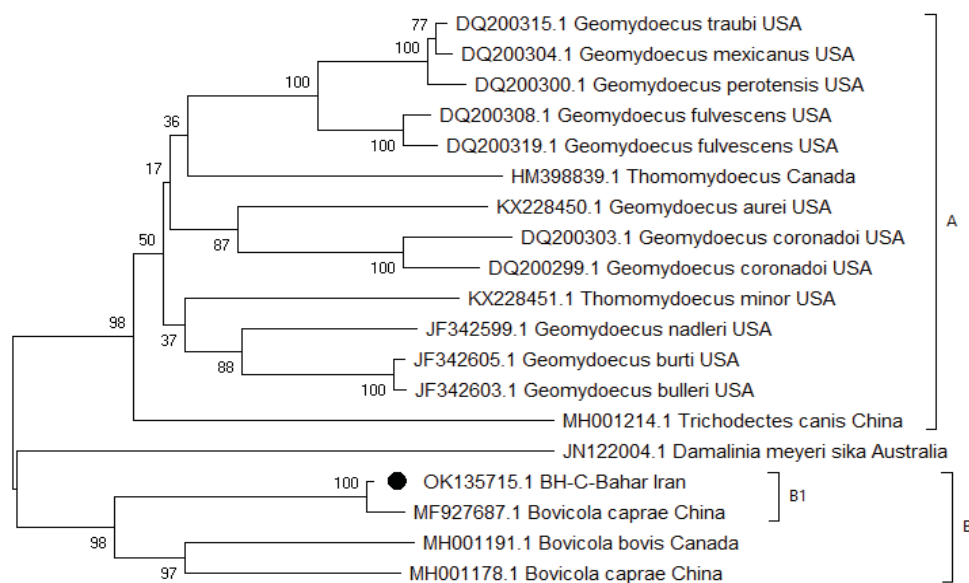 77
DQ200315.1 Geomydoecus traubi USA
100
DQ200304.1 Geomydoecus mexicanus USA
100
DQ200300.1 Geomydoecus perotensis USA
36
DQ200308.1 Geomydoecus fulvescens USA
100
DQ200319.1 Geomydoecus fulvescens USA
17
HM398839.1 Thomomydoecus Canada
KX228450.1 Geomydoecus aurei USA
A
50
87
DQ200303.1 Geomydoecus coronadoi USA
100
DQ200299.1 Geomydoecus coronadoi USA
KX228451.1 Thomomydoecus minor USA
98
37
JF342599.1 Geomydoecus nadleri USA
88
JF342605.1 Geomydoecus burti USA
100
JF342603.1 Geomydoecus bulleri USA
MH001214.1 Trichodectes canis China
JN122004.1 Damalinia meyeri sika Australia
100
OK135715.1 BH-C-Bahar Iran
B1
MF927687.1 Bovicola caprae China
98
MH001191.1 Bovicola bovis Canada
97
MH001178.1 Bovicola caprae China